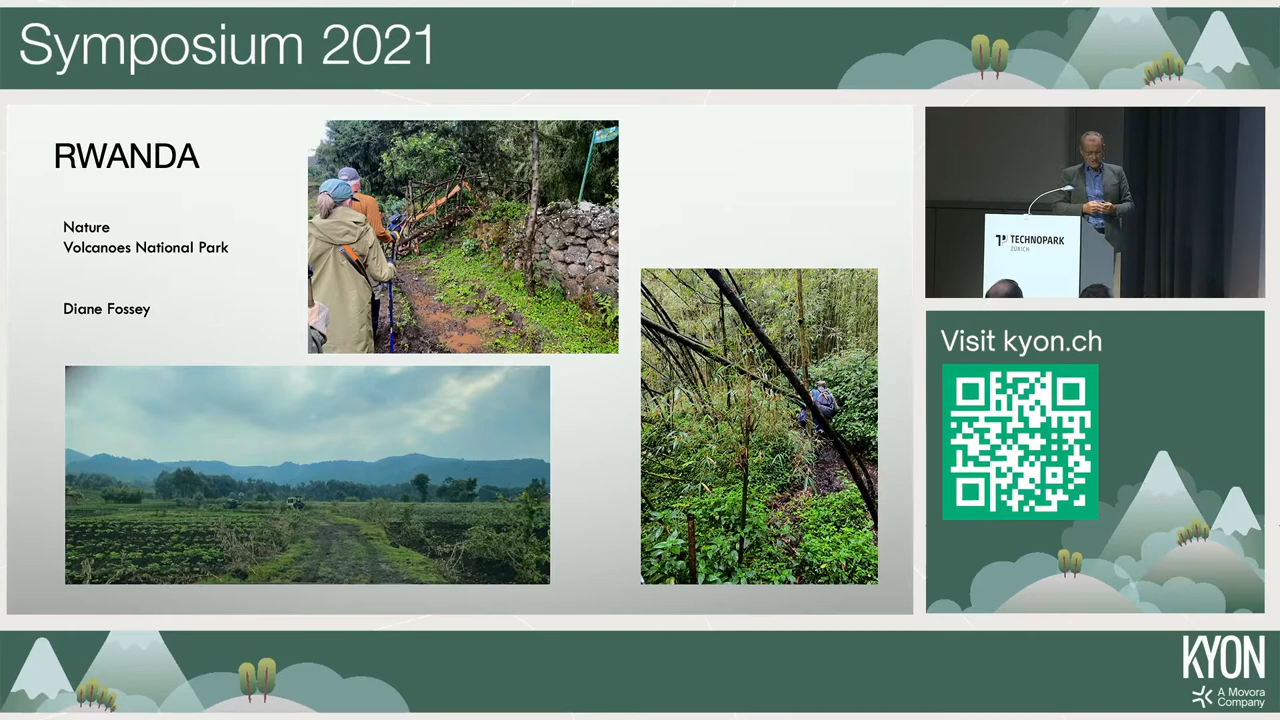 Symposium 2021
RWANDA
Nature
Volcanoes National Park
Diane Fossey
TECHNOPARK
ZÜRICH
Visit kyon.ch
KYON
A Movora
Company